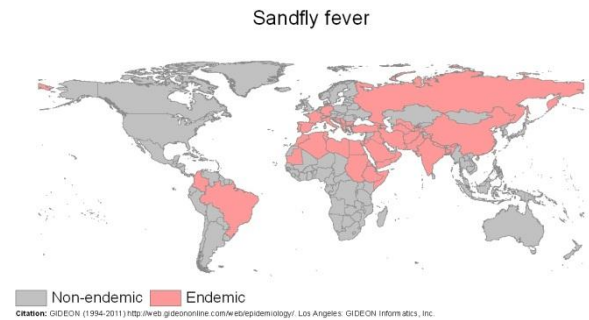 Sandfly fever
Non-endemic Endemic
Citation: GIDEON (1994-2011) http://web.gideononline.com/web/epidemiology/. Los Angeles: GIDEON Informatics, Inc.